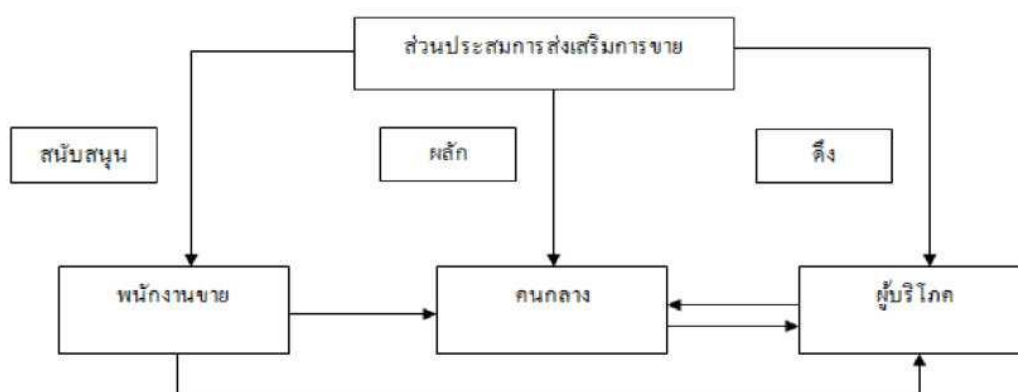 ส่วนประสมการส่งเสริมการขาย
สนับสนุน
ผลัก
ดึง
พนักงานขาย
คนกลาง
ผู้บริโภค